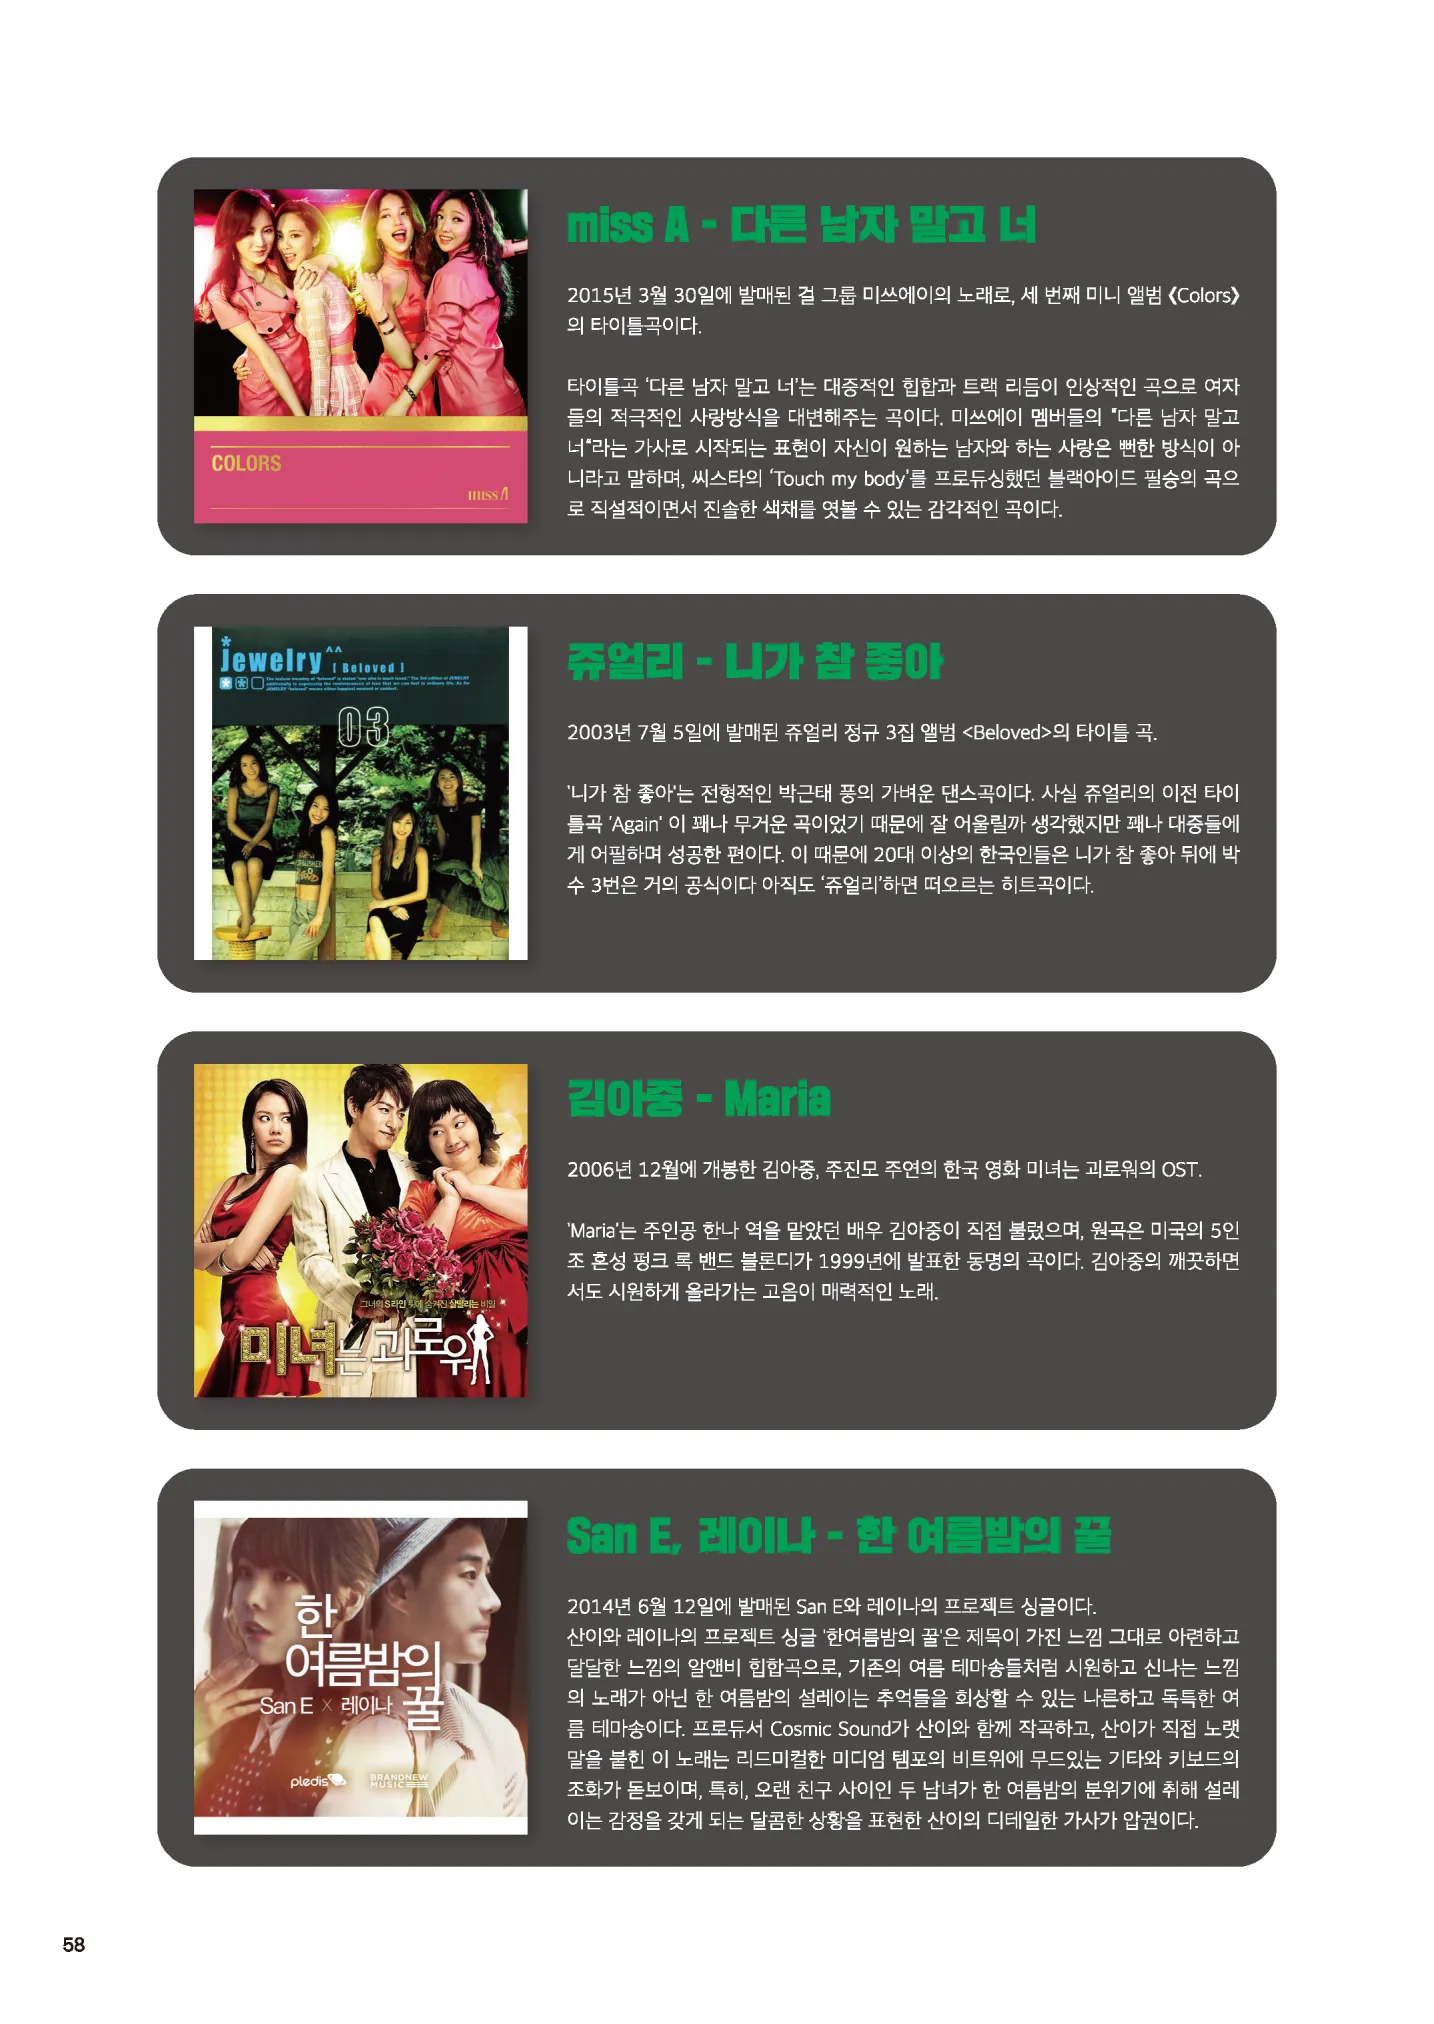 miss A - 다른 남자 말고 너
2015년 3월 30일에 발매된 걸 그룹 미쓰에이의 노래로, 세 번째 미니 앨범 《Colors》
의 타이틀곡이다.
타이틀곡 ‘다른 남자 말고 너’는 대중적인 힙합과 트랙 리듬이 인상적인 곡으로 여자
들의 적극적인 사랑방식을 대변해주는 곡이다. 미쓰에이 멤버들의 "다른 남자 말고
너"라는 가사로 시작되는 표현이 자신이 원하는 남자와 하는 사랑은 뻔한 방식이 아
니라고 말하며, 씨스타의 ‘Touch my body’를 프로듀싱했던 블랙아이드 필승의 곡으
로 직설적이면서 진솔한 색채를 엿볼 수 있는 감각적인 곡이다.
COLORS
miss A
쥬얼리 - 니가 참 좋아
2003년 7월 5일에 발매된 쥬얼리 정규 3집 앨범 <Beloved>의 타이틀 곡.
'니가 참 좋아'는 전형적인 박근태 풍의 가벼운 댄스곡이다. 사실 쥬얼리의 이전 타이
틀곡 'Again' 이 꽤나 무거운 곡이었기 때문에 잘 어울릴까 생각했지만 꽤나 대중들에
게 어필하며 성공한 편이다. 이 때문에 20대 이상의 한국인들은 니가 참 좋아 뒤에 박
수 3번은 거의 공식이다 아직도 ‘쥬얼리’하면 떠오르는 히트곡이다.
*jewelry^^ [ Beloved ]
03
김아중 - Maria
2006년 12월에 개봉한 김아중, 주진모 주연의 한국 영화 미녀는 괴로워의 OST.
'Maria'는 주인공 한나 역을 맡았던 배우 김아중이 직접 불렀으며, 원곡은 미국의 5인
조 혼성 펑크 록 밴드 블론디가 1999년에 발표한 동명의 곡이다. 김아중의 깨끗하면
서도 시원하게 올라가는 고음이 매력적인 노래.
그녀의 S라인 뒤에 숨겨진 살떨리는 비밀
미녀는 괴로워
San E, 레이나 - 한 여름밤의 꿀
2014년 6월 12일에 발매된 San E와 레이나의 프로젝트 싱글이다.
산이와 레이나의 프로젝트 싱글 '한여름밤의 꿀'은 제목이 가진 느낌 그대로 아련하고
달달한 느낌의 알앤비 힙합곡으로, 기존의 여름 테마송들처럼 시원하고 신나는 느낌
의 노래가 아닌 한 여름밤의 설레이는 추억들을 회상할 수 있는 나른하고 독특한 여
름 테마송이다. 프로듀서 Cosmic Sound가 산이와 함께 작곡하고, 산이가 직접 노랫
말을 붙힌 이 노래는 리드미컬한 미디엄 템포의 비트위에 무드있는 기타와 키보드의
조화가 돋보이며, 특히, 오랜 친구 사이인 두 남녀가 한 여름밤의 분위기에 취해 설레
이는 감정을 갖게 되는 달콤한 상황을 표현한 산이의 디테일한 가사가 압권이다.
한
여름밤의
꿀
San E × 레이나
pledis
BRANDNEW
MUSIC
58